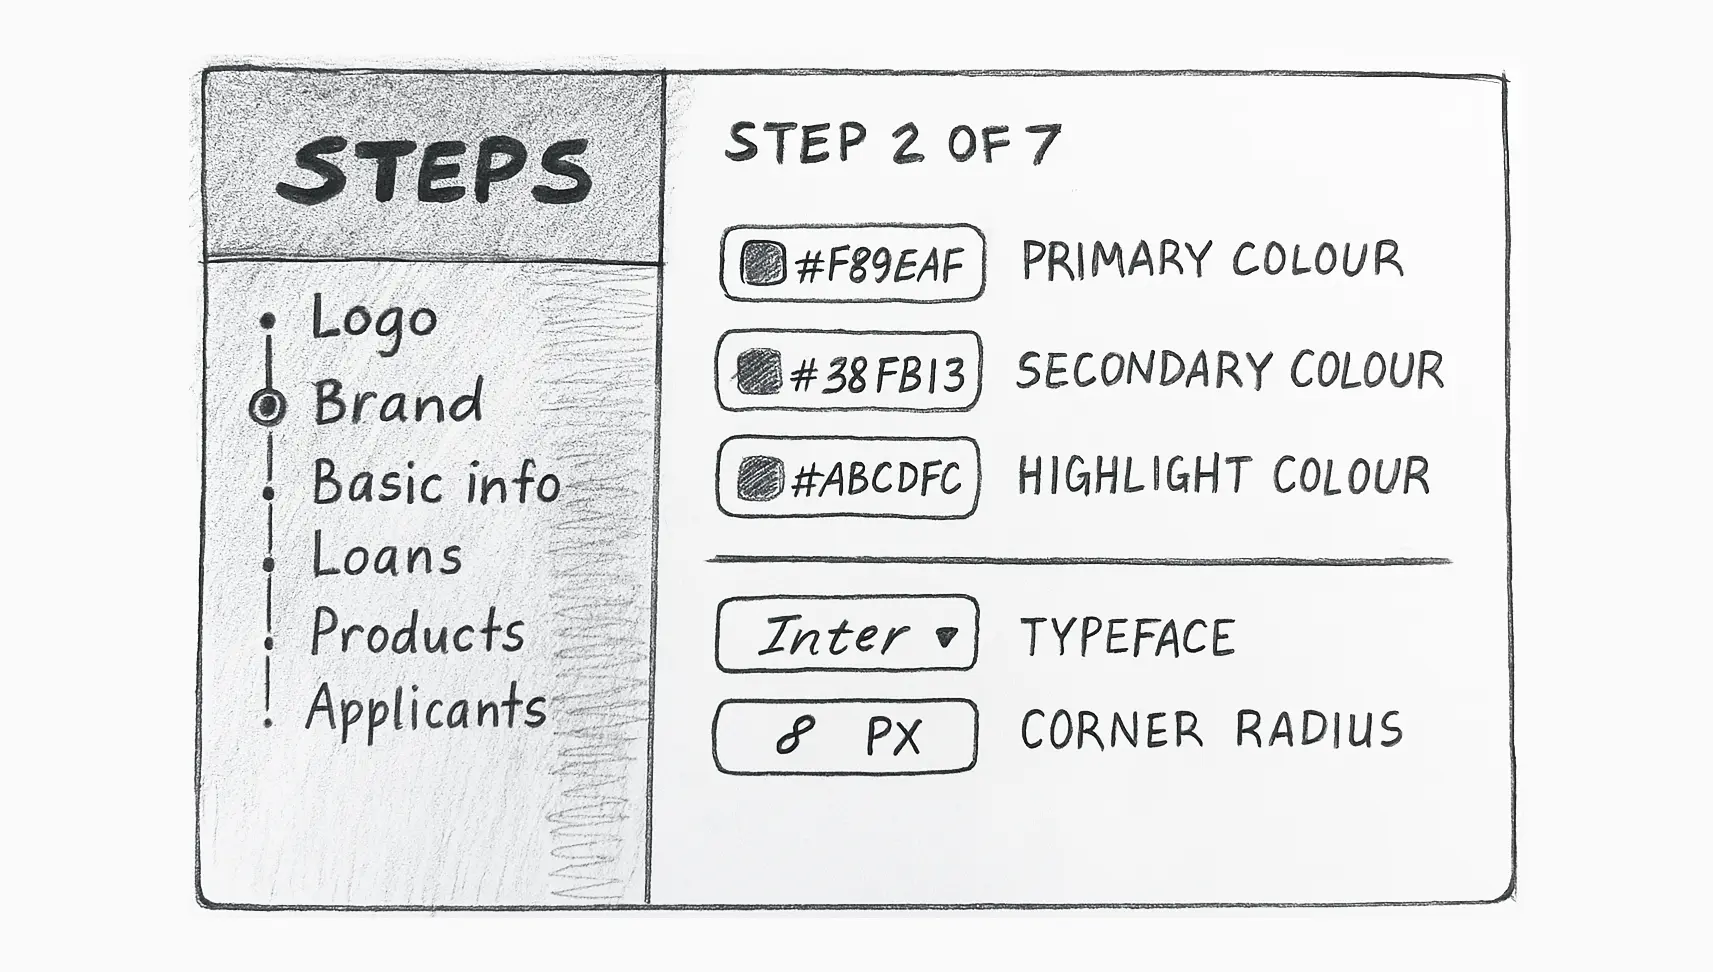 STEPS
Logo
Brand
Basic info
Loans
Products
Applicants
STEP 2 OF 7
#F89EAF PRIMARY COLOUR
#38FB13 SECONDARY COLOUR
#ABCDFC HIGHLIGHT COLOUR
Inter TYPEFACE
8 PX CORNER RADIUS